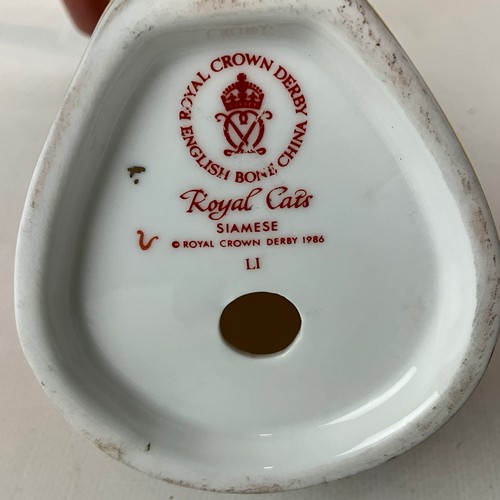 ROYAL CROWN DERBY
ENGLISH BONE CHINA
Royal Cats
SIAMESE
© ROYAL CROWN DERBY 1986
LI